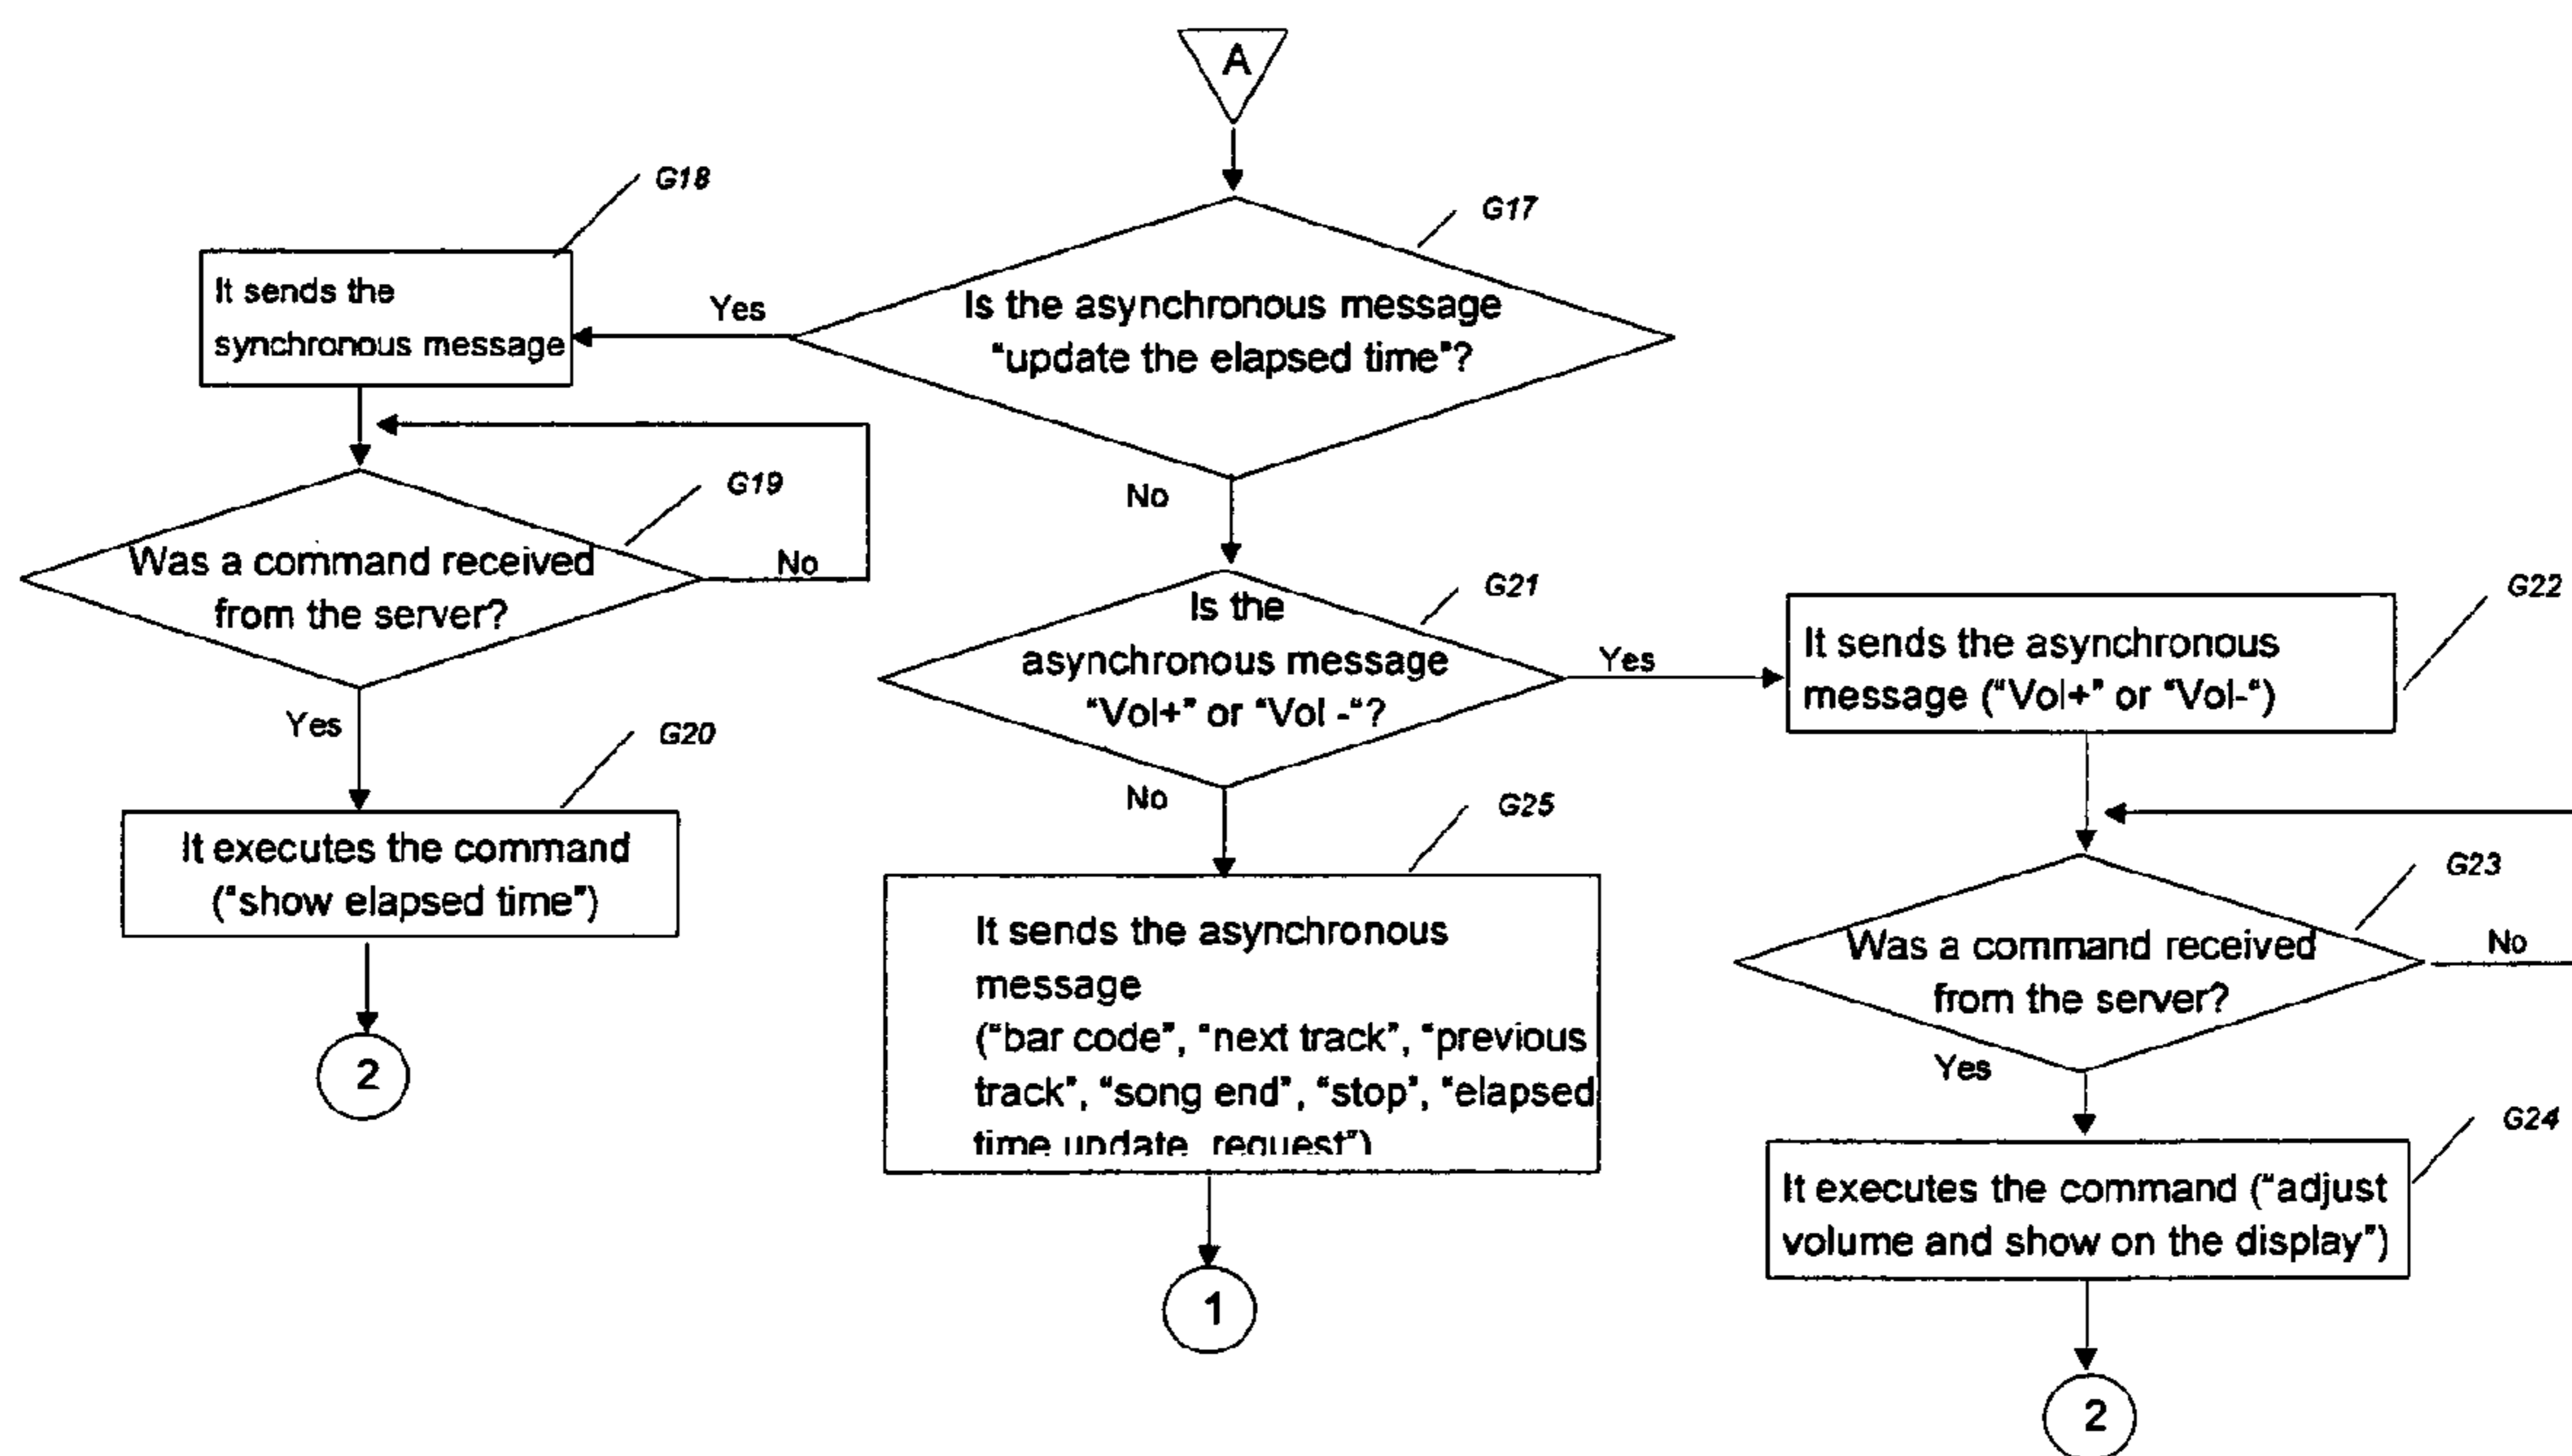 A
G17
Is the asynchronous message
"update the elapsed time"?
Yes
No
G18
It sends the
synchronous message
G19
Was a command received
from the server?
No
Yes
G20
It executes the command
("show elapsed time")
2
G21
Is the
asynchronous message
"Vol+" or "Vol -"?
Yes
No
G22
It sends the asynchronous
message ("Vol+" or "Vol-")
G23
Was a command received
from the server?
No
Yes
G24
It executes the command ("adjust
volume and show on the display")
2
G25
It sends the asynchronous
message
("bar code", "next track", "previous
track", "song end", "stop", "elapsed
time update request")
1